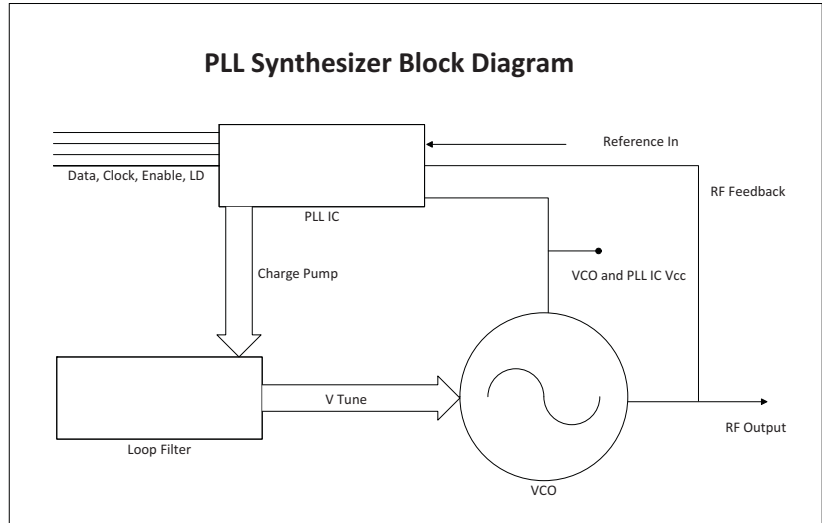 PLL Synthesizer Block Diagram
Reference In
Data, Clock, Enable, LD
RF Feedback
PLL IC
Charge Pump
VCO and PLL IC Vcc
V Tune
RF Output
Loop Filter
VCO